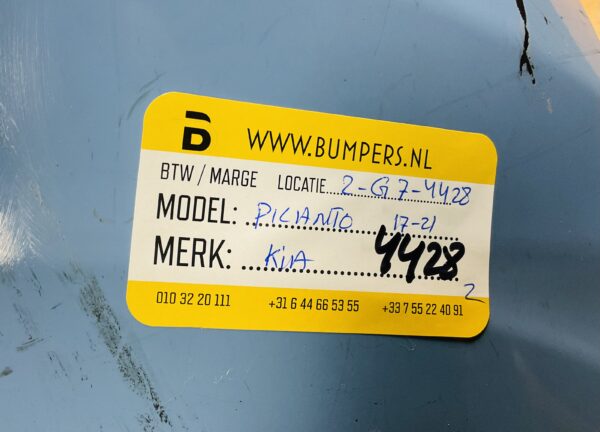 B WWW.BUMPERS.NL
BTW / MARGE LOCATIE 2-G7-4428
MODEL: PICIANTO 17-21
MERK: KiA 4428
2
010 32 20 111 +31 6 44 66 53 55 +33 7 55 22 40 91